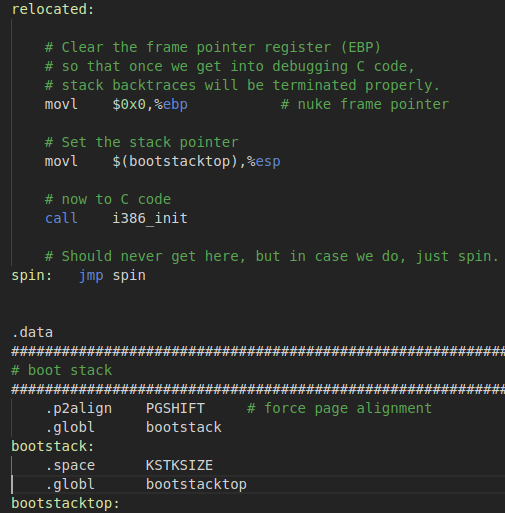 relocated:
# Clear the frame pointer register (EBP)
# so that once we get into debugging C code,
# stack backtraces will be terminated properly.
movl $0x0,%ebp # nuke frame pointer
# Set the stack pointer
movl $(bootstacktop),%esp
# now to C code
call i386_init
# Should never get here, but in case we do, just spin.
spin: jmp spin
.data
###########################################################
# boot stack
###########################################################
.p2align PGSHIFT # force page alignment
.globl bootstack
bootstack:
.space KSTKSIZE
.globl bootstacktop
bootstacktop: